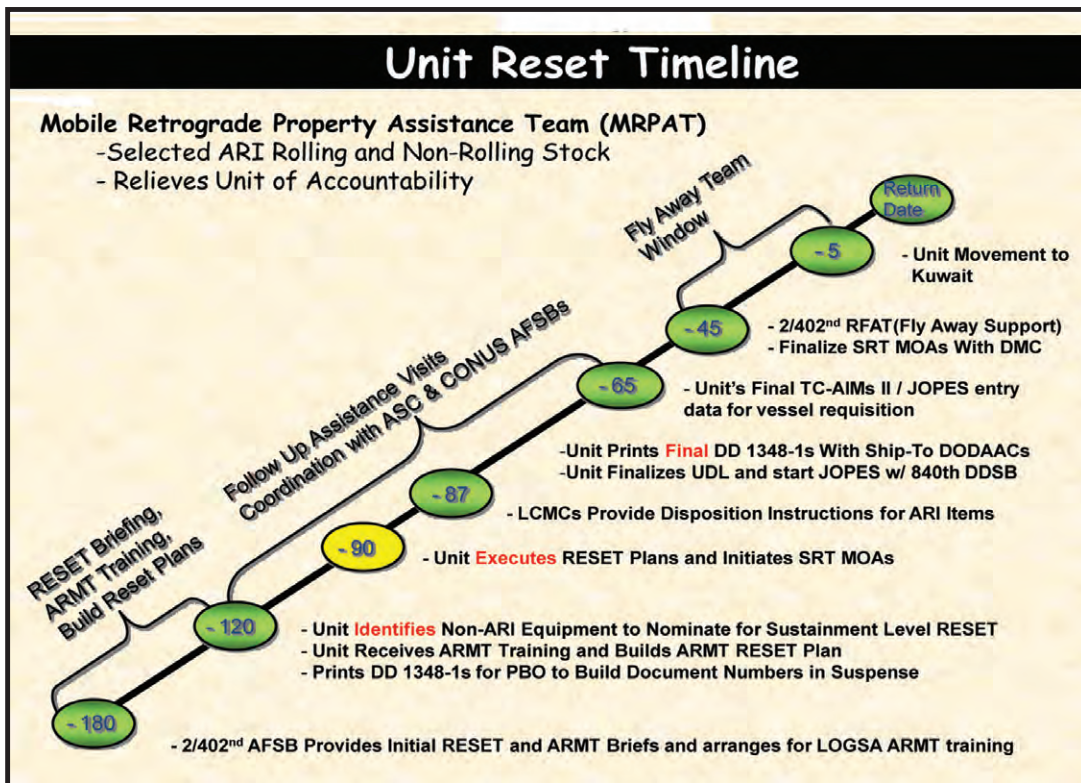 Unit Reset Timeline
Mobile Retrograde Property Assistance Team (MRPAT)
-Selected ARI Rolling and Non-Rolling Stock
- Relieves Unit of Accountability
Return
Date
Fly Away Team
Window
- 5
- Unit Movement to
Kuwait
- 45
- 2/402nd RFAT(Fly Away Support)
- Finalize SRT MOAs With DMC
- 65
- Unit's Final TC-AIMs II / JOPES entry
data for vessel requisition
Follow Up Assistance Visits
Coordination with ASC & CONUS AFSBs
- Unit Prints Final DD 1348-1s With Ship-To DODAACs
- Unit Finalizes UDL and start JOPES w/ 840th DDSB
- 87
- LCMCs Provide Disposition Instructions for ARI Items
- 90
- Unit Executes RESET Plans and Initiates SRT MOAs
RESET Briefing,
ARMT Training,
Build Reset Plans
- 120
- Unit Identifies Non-ARI Equipment to Nominate for Sustainment Level RESET
- Unit Receives ARMT Training and Builds ARMT RESET Plan
- Prints DD 1348-1s for PBO to Build Document Numbers in Suspense
- 180
- 2/402nd AFSB Provides Initial RESET and ARMT Briefs and arranges for LOGSA ARMT training